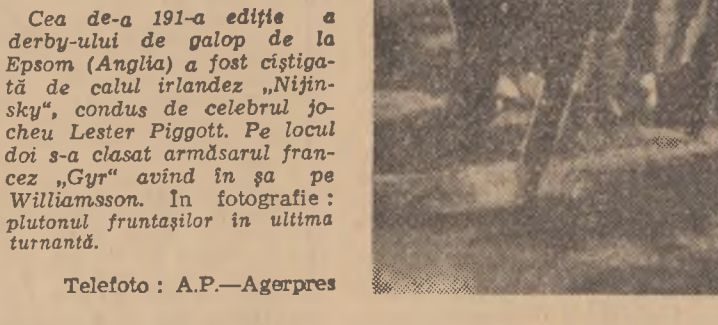 Cea de-a 191-a ediție a
derby-ului de galop de la
Epsom (Anglia) a fost cîștiga-
tă de calul irlandez „Nijin-
sky“, condus de celebrul jo-
cheu Lester Piggott. Pe locul
doi s-a clasat armăsarul fran-
cez „Gyr“ avînd în șa pe
Williamsson. În fotografie :
plutonul fruntașilor în ultima
turnantă.
Telefoto : A.P.—Agerpres